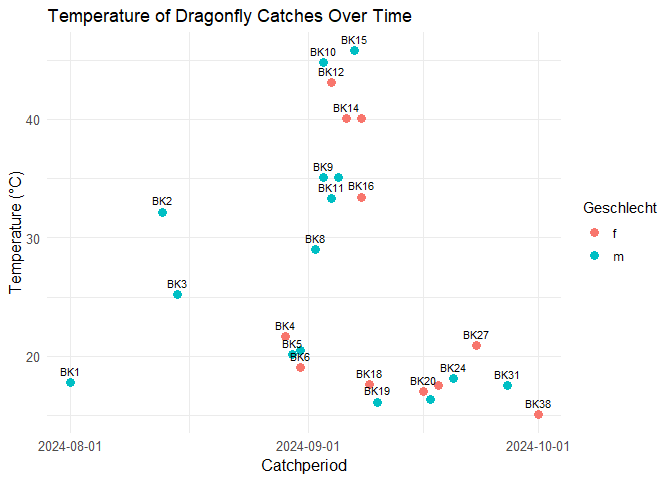 Temperature of Dragonfly Catches Over Time
BK15
BK10
BK12
BK14
40
BK9
BK16
BK11
BK2
Temperature (°C)
Geschlecht
f
m
30
BK8
BK3
BK4
BK5
BK27
20
BK6
BK1
BK18
BK24
BK20
BK19
BK31
BK38
2024-08-01
2024-09-01
2024-10-01
Catchperiod